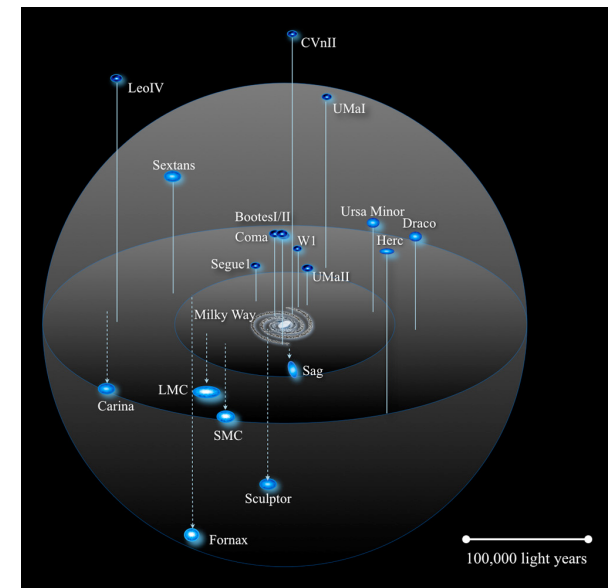 CVnII
LeoIV
UMaI
Sextans
BootesI/II
Ursa Minor
Draco
Coma
W1
Herc
Segue1
UMaII
Milky Way
Sag
LMC
Carina
SMC
Sculptor
Fornax
100,000 light years